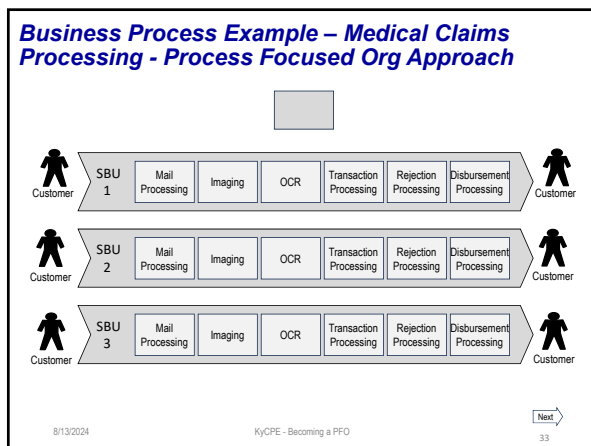 Business Process Example – Medical Claims
Processing - Process Focused Org Approach
SBU
1
Mail
Processing
Imaging
OCR
Transaction
Processing
Rejection
Processing
Disbursement
Processing
Customer
Customer
SBU
2
Mail
Processing
Imaging
OCR
Transaction
Processing
Rejection
Processing
Disbursement
Processing
Customer
Customer
SBU
3
Mail
Processing
Imaging
OCR
Transaction
Processing
Rejection
Processing
Disbursement
Processing
Customer
Customer
Next
8/13/2024
KyCPE - Becoming a PFO
33